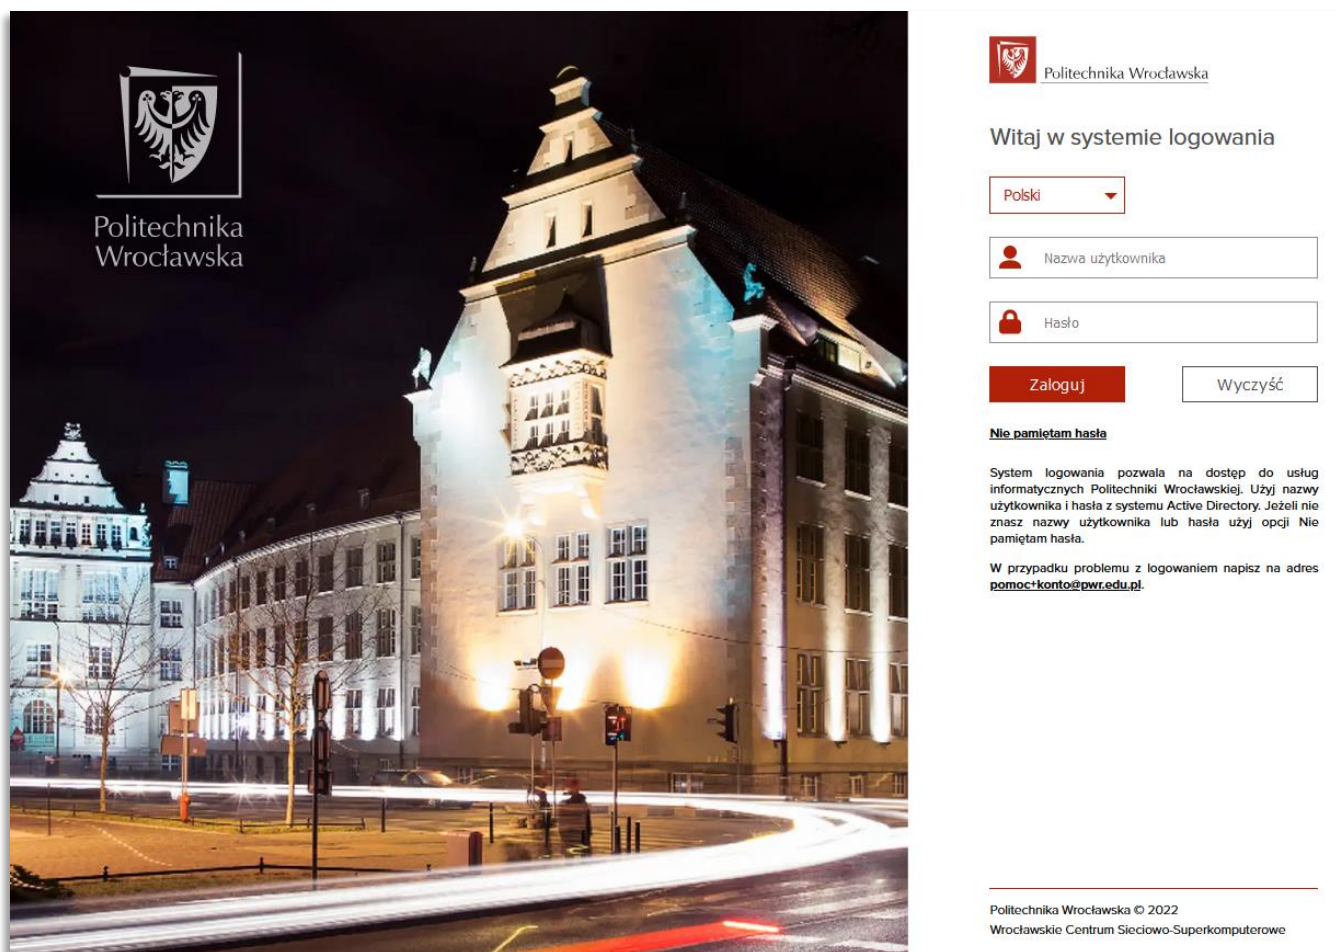 Politechnika
Wrocławska
Politechnika Wrocławska
Witaj w systemie logowania
Polski
Nazwa użytkownika
Hasło
Zaloguj
Wyczyść
Nie pamiętam hasła
System logowania pozwala na dostęp do usług
informatycznych Politechniki Wrocławskiej. Użyj nazwy
użytkownika i hasła z systemu Active Directory. Jeżeli nie
znasz nazwy użytkownika lub hasła użyj opcji Nie
pamiętam hasła.
W przypadku problemu z logowaniem napisz na adres
pomoc+konto@pwr.edu.pl.
Politechnika Wrocławska © 2022
Wrocławskie Centrum Sieciowo-Superkomputerowe